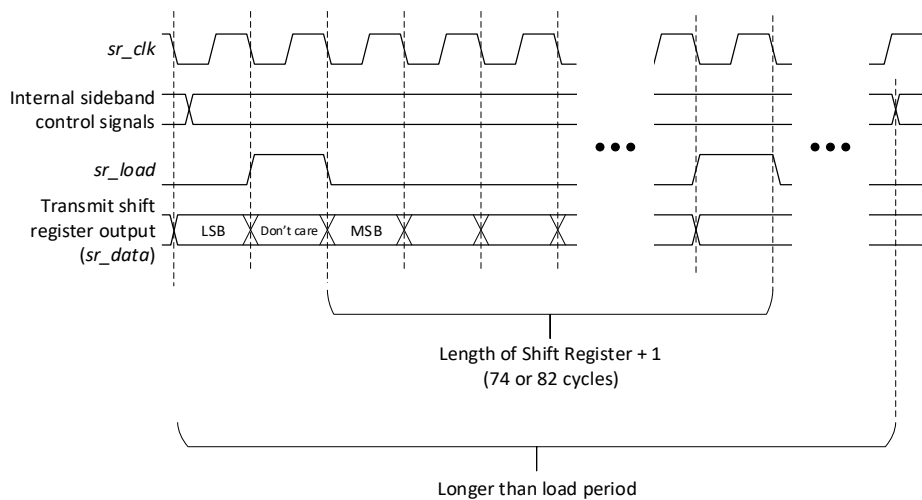 sr_clk
Internal sideband
control signals
sr_load
Transmit shift
register output
(sr_data)
LSB
Don't care
MSB
Length of Shift Register + 1
(74 or 82 cycles)
Longer than load period